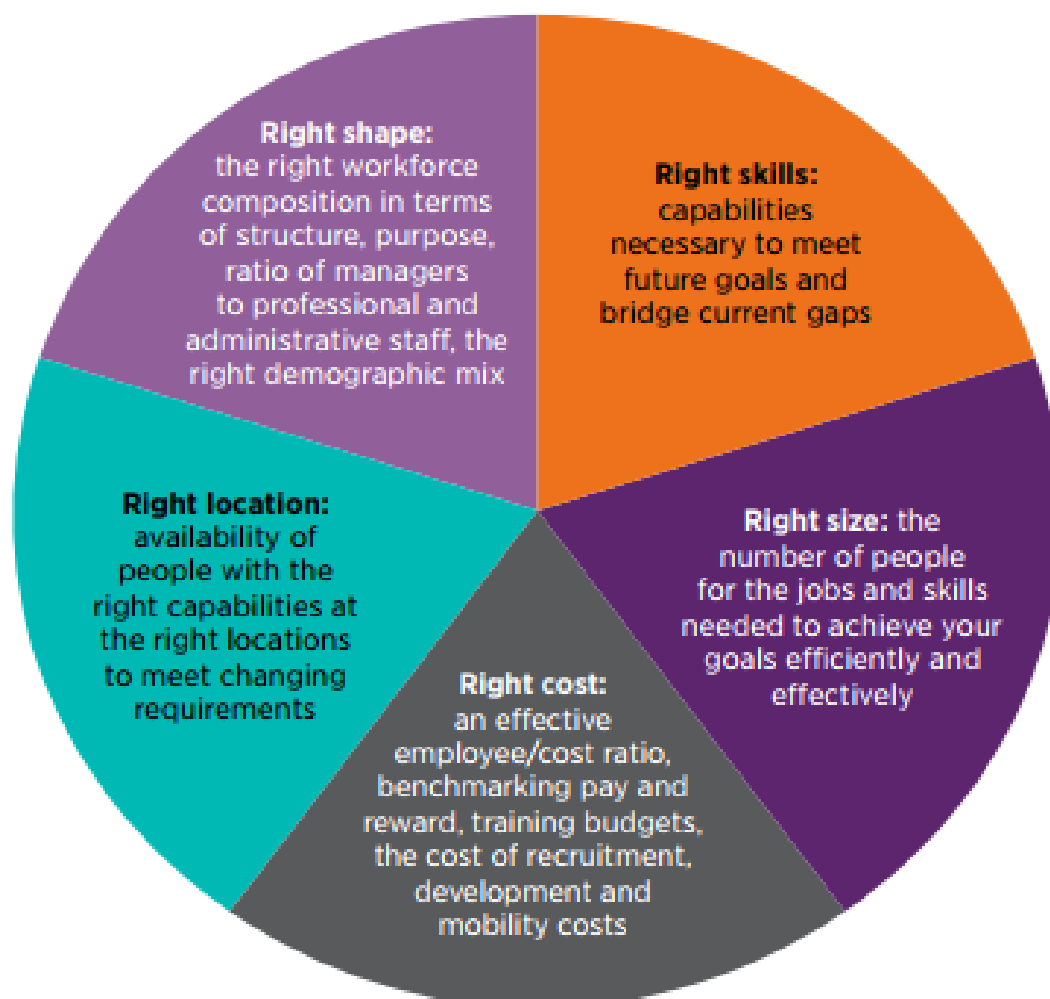 Right shape:
the right workforce
composition in terms
of structure, purpose,
ratio of managers
to professional and
administrative staff, the
right demographic mix
Right skills:
capabilities
necessary to meet
future goals and
bridge current gaps
Right location:
availability of
people with the
right capabilities at
the right locations
to meet changing
requirements
Right size: the
number of people
for the jobs and skills
needed to achieve your
goals efficiently and
effectively
Right cost:
an effective
employee/cost ratio,
benchmarking pay and
reward, training budgets,
the cost of recruitment,
development and
mobility costs